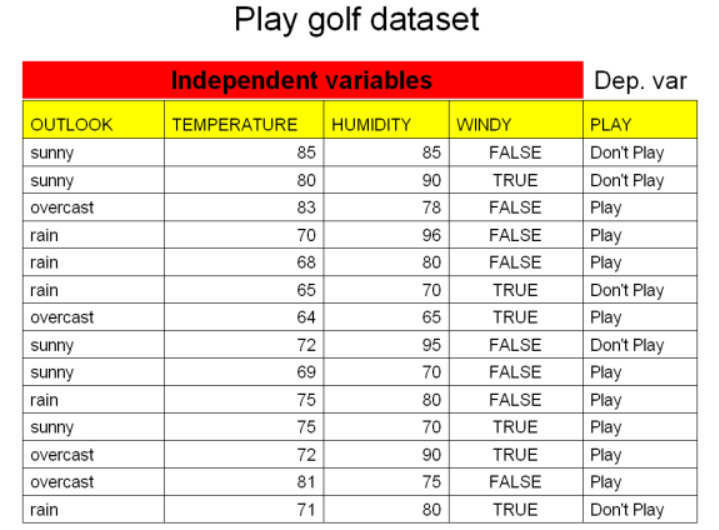 Play golf dataset
Independent variables Dep. var
OUTLOOK TEMPERATURE HUMIDITY WINDY PLAY
sunny 85 85 FALSE Don't Play
sunny 80 90 TRUE Don't Play
overcast 83 78 FALSE Play
rain 70 96 FALSE Play
rain 68 80 FALSE Play
rain 65 70 TRUE Don't Play
overcast 64 65 TRUE Play
sunny 72 95 FALSE Don't Play
sunny 69 70 FALSE Play
rain 75 80 FALSE Play
sunny 75 70 TRUE Play
overcast 72 90 TRUE Play
overcast 81 75 FALSE Play
rain 71 80 TRUE Don't Play